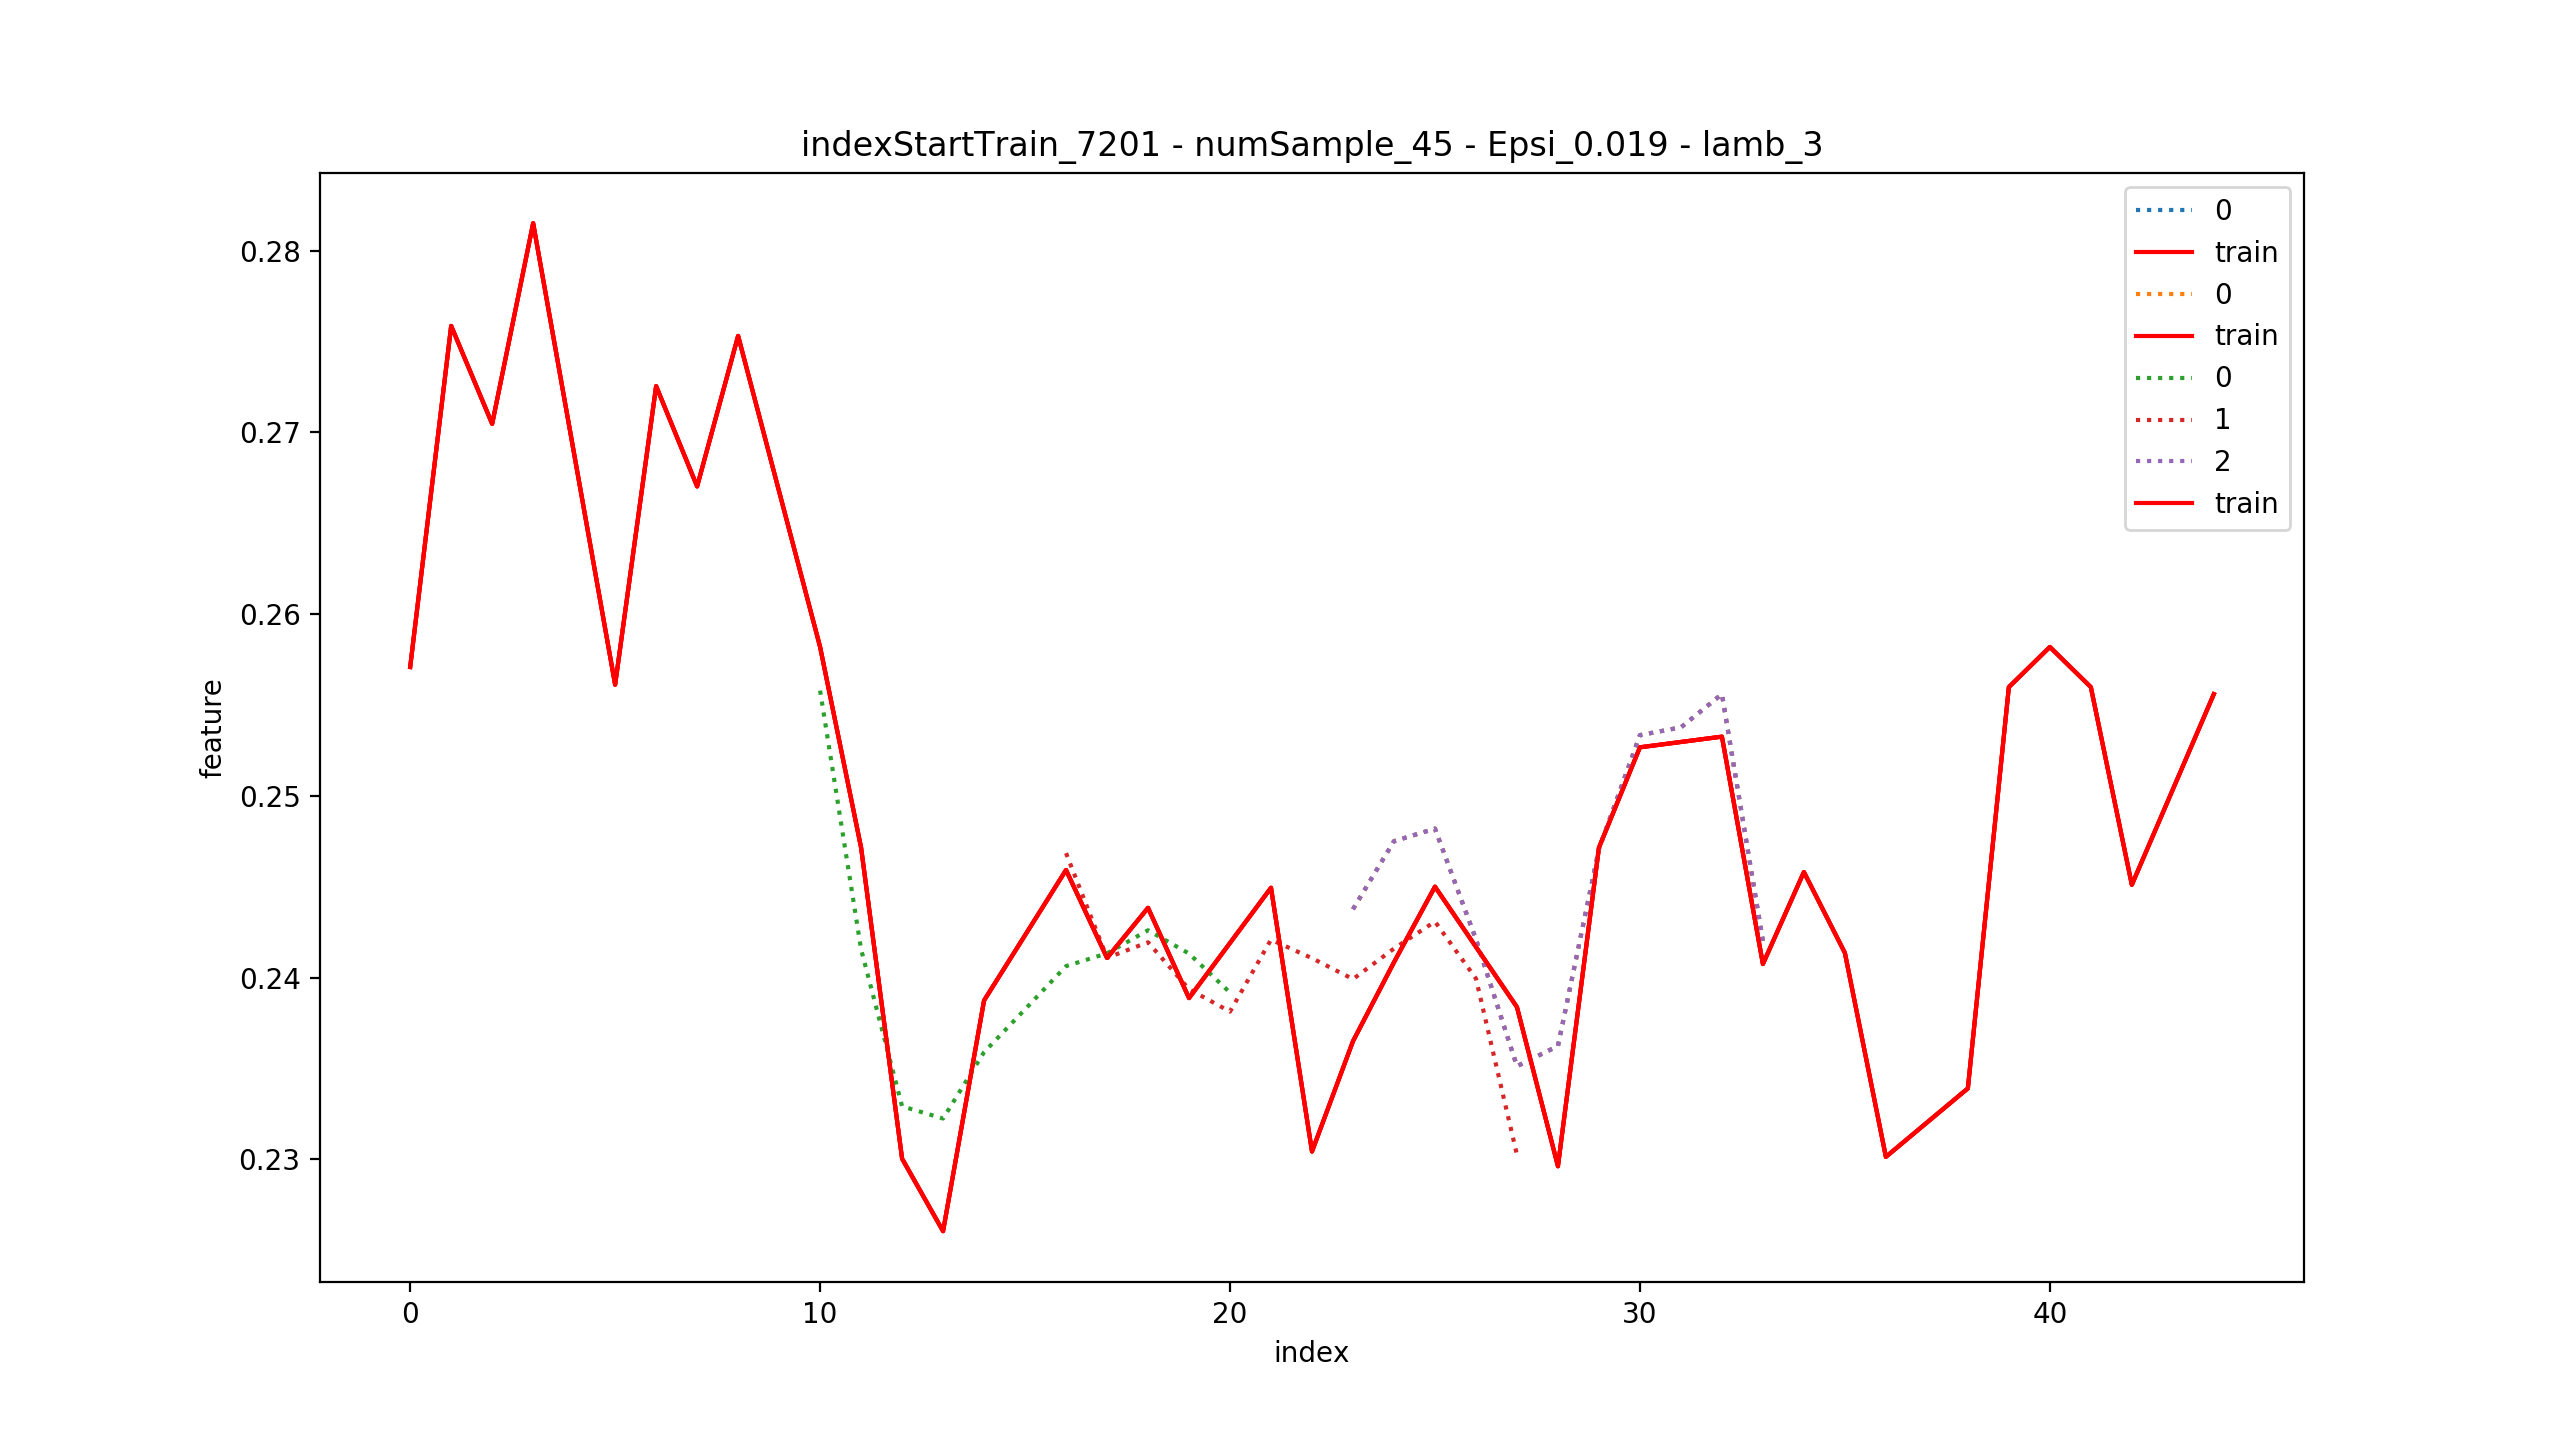 indexStartTrain_7201 - numSample_45 - Epsi_0.019 - lamb_3
0
train
0
train
0
1
2
train
0.28
0.27
0.26
0.25
0.24
0.23
feature
0 10 20 30 40
index